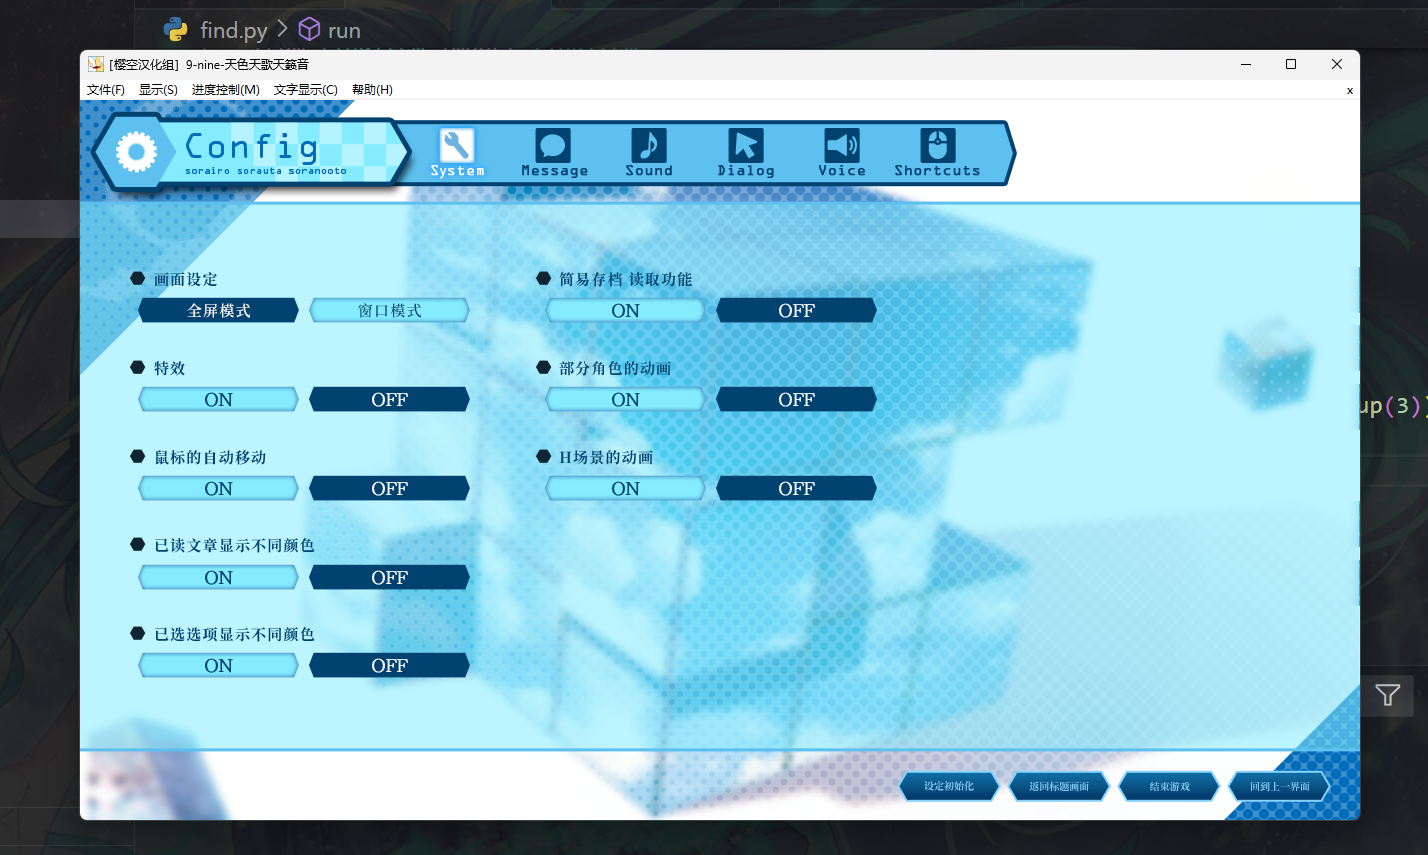 find.py > run
[樱空汉化组] 9-nine-天色天歌天籁音
文件(F) 显示(S) 进度控制(M) 文字显示(C) 帮助(H) x
Config
sorairo sorauta soranooto
System Message Sound Dialog Voice Shortcuts
画面设定
全屏模式 窗口模式
特效
ON OFF
鼠标的自动移动
ON OFF
已读文章显示不同颜色
ON OFF
已选选项显示不同颜色
ON OFF
简易存档 读取功能
ON OFF
部分角色的动画
ON OFF
H场景的动画
ON OFF
up(3))
设定初始化 返回标题画面 结束游戏 回到上一界面